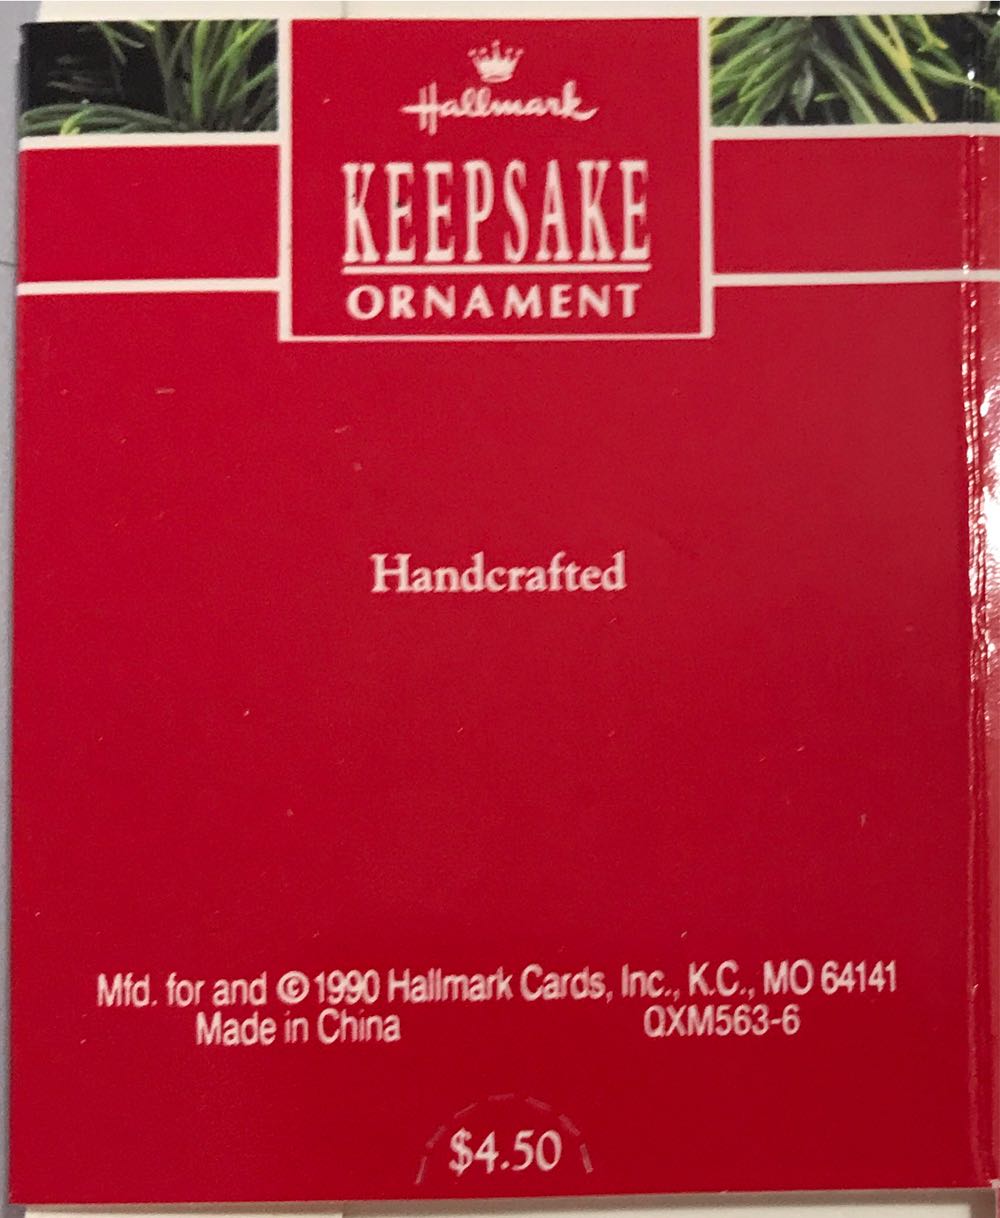 Hallmark
KEEPSAKE
ORNAMENT
Handcrafted
Mfd. for and © 1990 Hallmark Cards, Inc., K.C., MO 64141
Made in China QXM563-6
$4.50